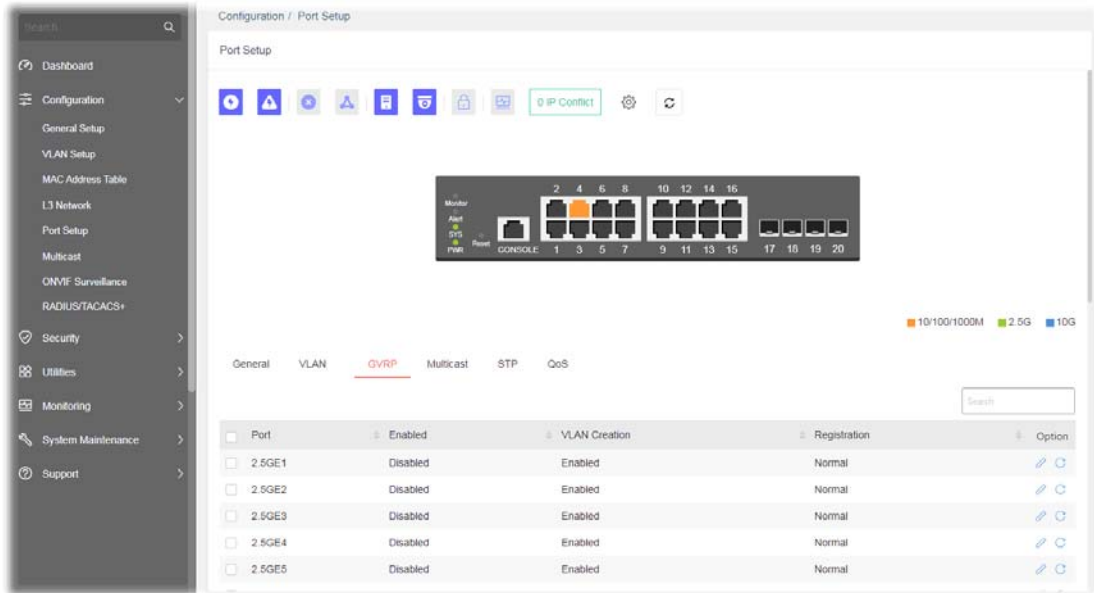 Search
Dashboard
Configuration
General Setup
VLAN Setup
MAC Address Table
L3 Network
Port Setup
Multicast
ONVIF Surveillance
RADIUS/TACACS+
Security
Utilities
Monitoring
System Maintenance
Support
Configuration / Port Setup
Port Setup
0 IP Conflict
2 4 6 8 10 12 14 16
Monitor
Alert
SYS
PWR
Reset
CONSOLE 1 3 5 7 9 11 13 15 17 18 19 20
10/100/1000M 2.5G 10G
General VLAN GVRP Multicast STP QoS
Search
Port Enabled VLAN Creation Registration Option
2.5GE1 Disabled Enabled Normal
2.5GE2 Disabled Enabled Normal
2.5GE3 Disabled Enabled Normal
2.5GE4 Disabled Enabled Normal
2.5GE5 Disabled Enabled Normal